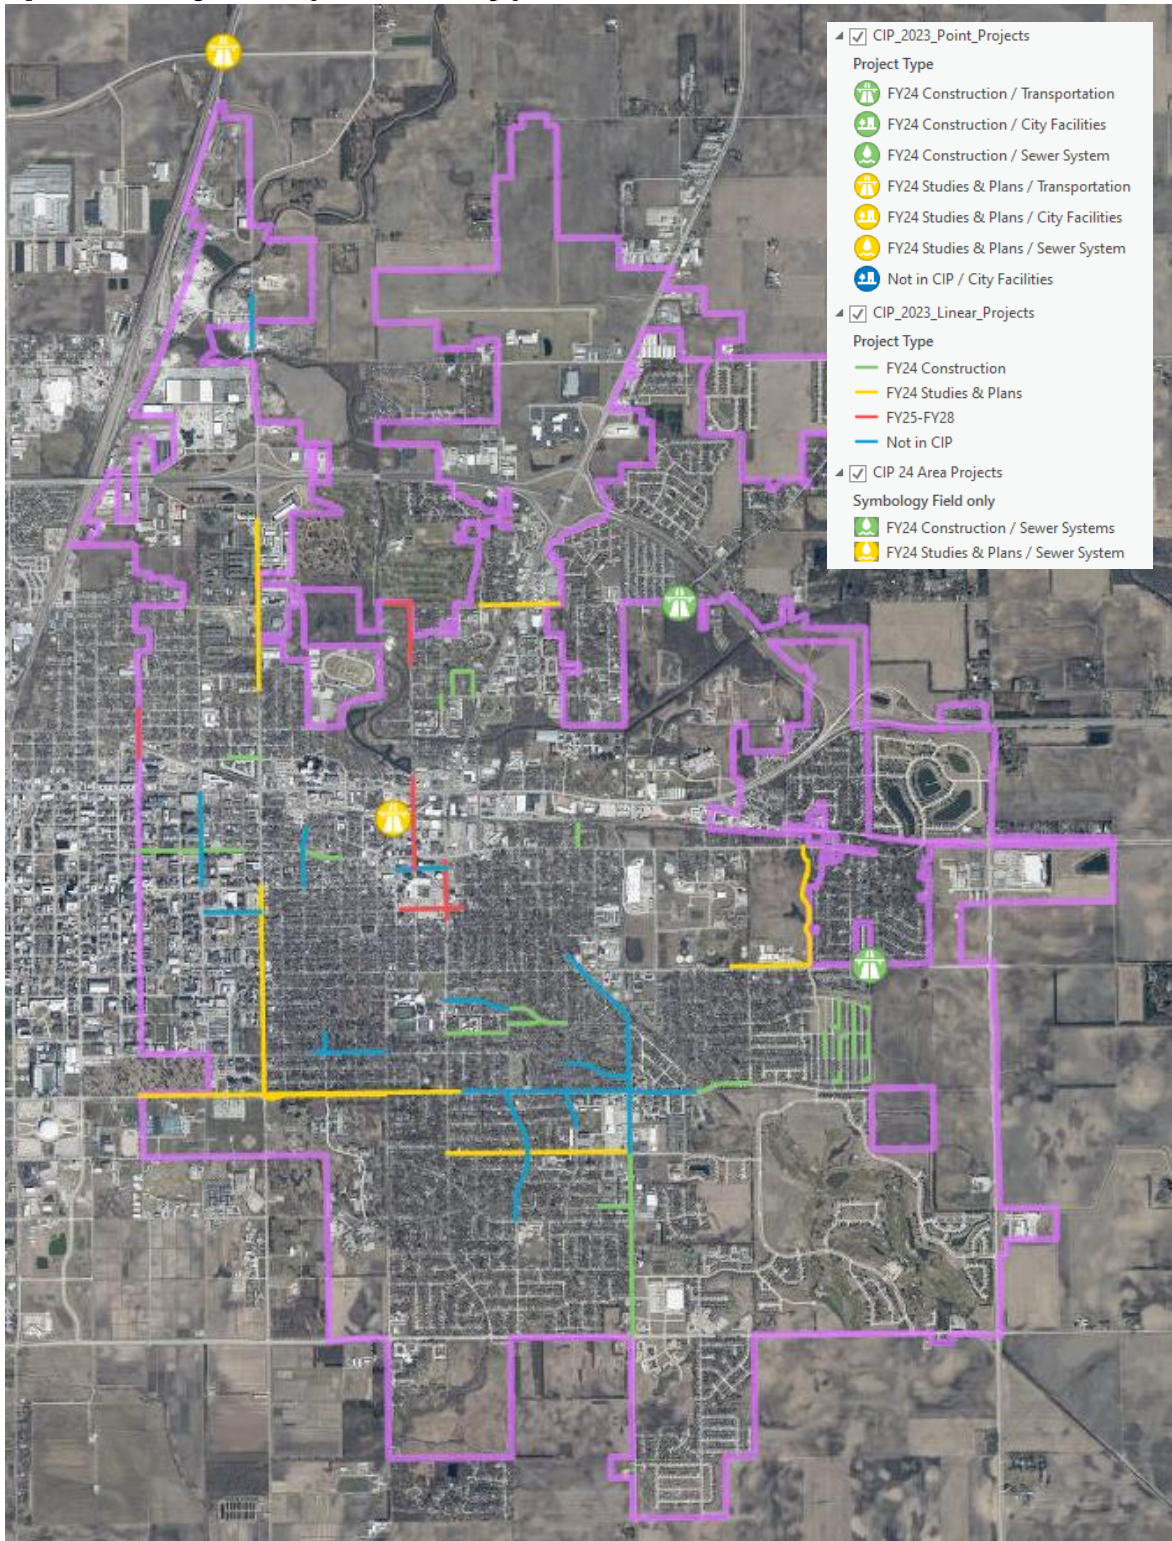 CIP_2023_Point_Projects
Project Type
FY24 Construction / Transportation
FY24 Construction / City Facilities
FY24 Construction / Sewer System
FY24 Studies & Plans / Transportation
FY24 Studies & Plans / City Facilities
FY24 Studies & Plans / Sewer System
Not in CIP / City Facilities
CIP_2023_Linear_Projects
Project Type
FY24 Construction
FY24 Studies & Plans
FY25-FY28
Not in CIP
CIP 24 Area Projects
Symbology Field only
FY24 Construction / Sewer Systems
FY24 Studies & Plans / Sewer System